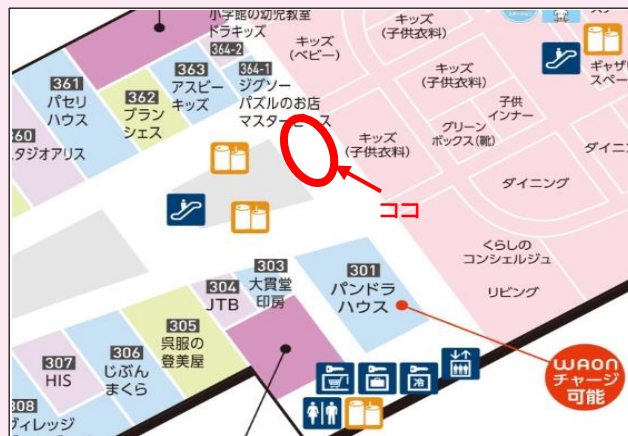 小学館の幼児教室
ドラキッズ
364-2
キッズ
(ベビー)
キッズ
(子供衣料)
ギャザ
スペー
361
パセリ
ハウス
362
ブラン
シェス
363
アスビー
キッズ
364-1
ジグソー
パズルのお店
マスターピース
キッズ
(子供衣料)
子供
インナー
グリーン
ボックス(靴)
キッズ
(子供衣料)
360
タジオアリス
ダイニング
ダイニ
ココ
くらしの
コンシェルジュ
リビング
301
パンドラ
ハウス
303
大貫堂
印房
304
JTB
305
呉服の
登美屋
306
じぶん
まくら
307
HIS
308
ヴィレッジ
冷
WAON
チャージ
可能